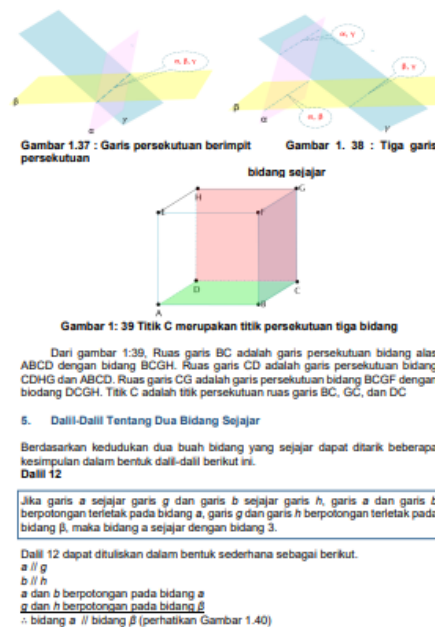 α, β, γ
β
α
γ
α, γ
β, γ
α, β
β
α
γ
Gambar 1.37 : Garis persekutuan berimpit
Gambar 1. 38 : Tiga garis
persekutuan
bidang sejajar
H
G
E
F
D
C
A
B
Gambar 1: 39 Titik C merupakan titik persekutuan tiga bidang
Dari gambar 1:39, Ruas garis BC adalah garis persekutuan bidang alas
ABCD dengan bidang BCGH. Ruas garis CD adalah garis persekutuan bidang
CDHG dan ABCD. Ruas garis CG adalah garis persekutuan bidang BCGF dengan
biodang DCGH. Titik C adalah titik persekutuan ruas garis BC, GC, dan DC
5. Dalil-Dalil Tentang Dua Bidang Sejajar
Berdasarkan kedudukan dua buah bidang yang sejajar dapat ditarik beberapa
kesimpulan dalam bentuk dalil-dalil berikut ini.
Dalil 12
Jika garis a sejajar garis g dan garis b sejajar garis h, garis a dan garis b
berpotongan terletak pada bidang a, garis g dan garis h berpotongan terletak pada
bidang β, maka bidang a sejajar dengan bidang 3.
Dalil 12 dapat dituliskan dalam bentuk sederhana sebagai berikut.
a // g
b // h
a dan b berpotongan pada bidang a
g dan h berpotongan pada bidang β
∴ bidang a // bidang β (perhatikan Gambar 1.40)